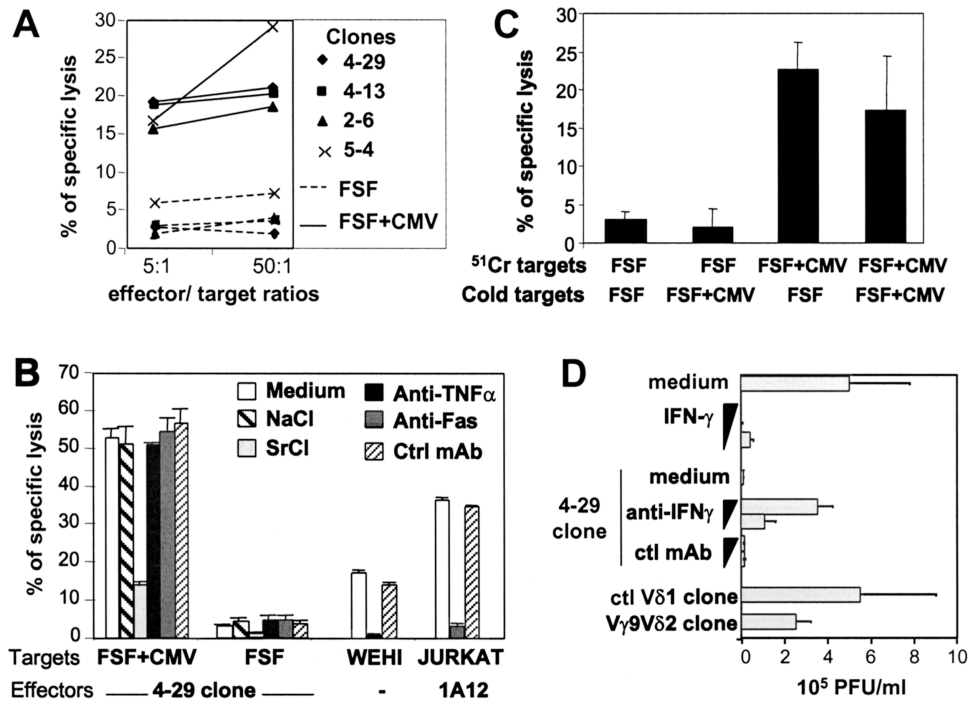 A
% of specific lysis
30
25
20
15
10
5
0
5:1 50:1
effector/ target ratios
Clones
4-29
4-13
2-6
5-4
FSF
FSF+CMV
C
% of specific lysis
30
25
20
15
10
5
0
⁵¹Cr targets FSF FSF FSF+CMV FSF+CMV
Cold targets FSF FSF+CMV FSF FSF+CMV
B
% of specific lysis
70
60
50
40
30
20
10
0
Medium
NaCl
SrCl
Anti-TNFα
Anti-Fas
Ctrl mAb
Targets FSF+CMV FSF WEHI JURKAT
Effectors 4-29 clone - 1A12
D
medium
IFN-γ
4-29 clone
medium
anti-IFNγ
ctl mAb
ctl Vδ1 clone
Vγ9Vδ2 clone
0 2 4 6 8 10
10⁵ PFU/ml